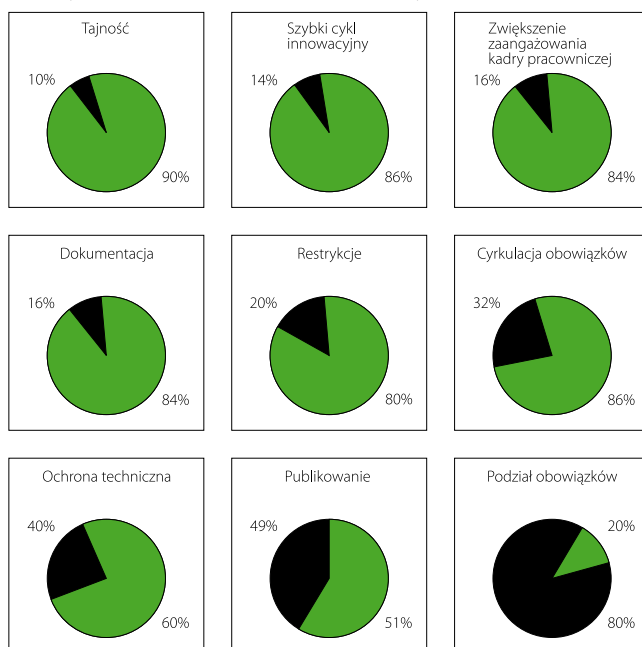 Tajność
10%
90%
Szybki cykl
innowacyjny
14%
86%
Zwiększenie
zaangażowania
kadry pracowniczej
16%
84%
Dokumentacja
16%
84%
Restrykcje
20%
80%
Cyrkulacja obowiązków
32%
86%
Ochrona techniczna
40%
60%
Publikowanie
49%
51%
Podział obowiązków
20%
80%